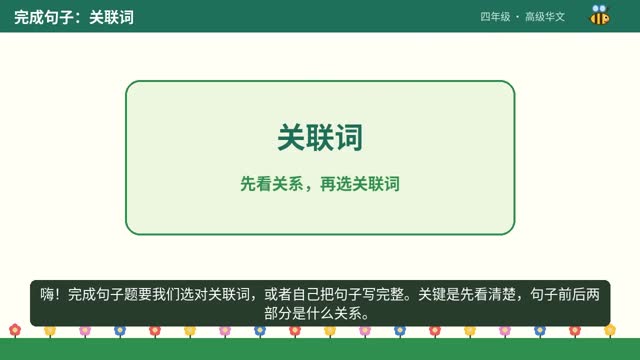 完成句子：关联词
四年级 · 高级华文
关联词
先看关系，再选关联词
嗨！完成句子题要我们选对关联词，或者自己把句子写完整。关键是先看清楚，句子前后两
部分是什么关系。